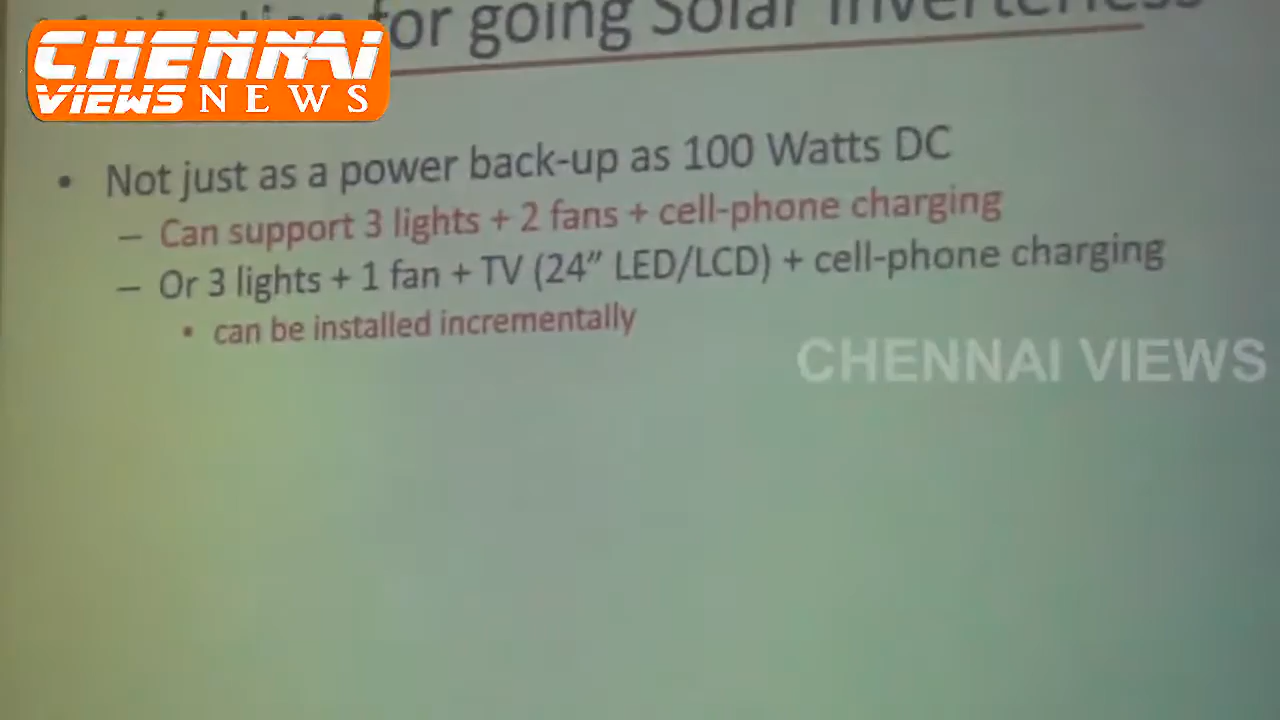 for going Solar Inverterless
CHENNAI
VIEWS NEWS
• Not just as a power back-up as 100 Watts DC
– Can support 3 lights + 2 fans + cell-phone charging
– Or 3 lights + 1 fan + TV (24” LED/LCD) + cell-phone charging
• can be installed incrementally
CHENNAI VIEWS